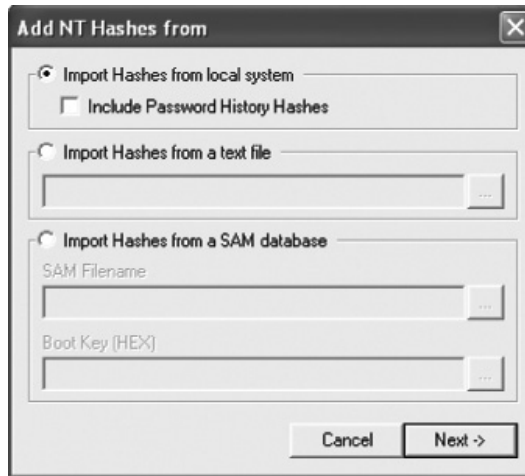 Add NT Hashes from
Import Hashes from local system
Include Password History Hashes
Import Hashes from a text file
...
Import Hashes from a SAM database
SAM Filename
...
Boot Key (HEX)
...
Cancel
Next ->